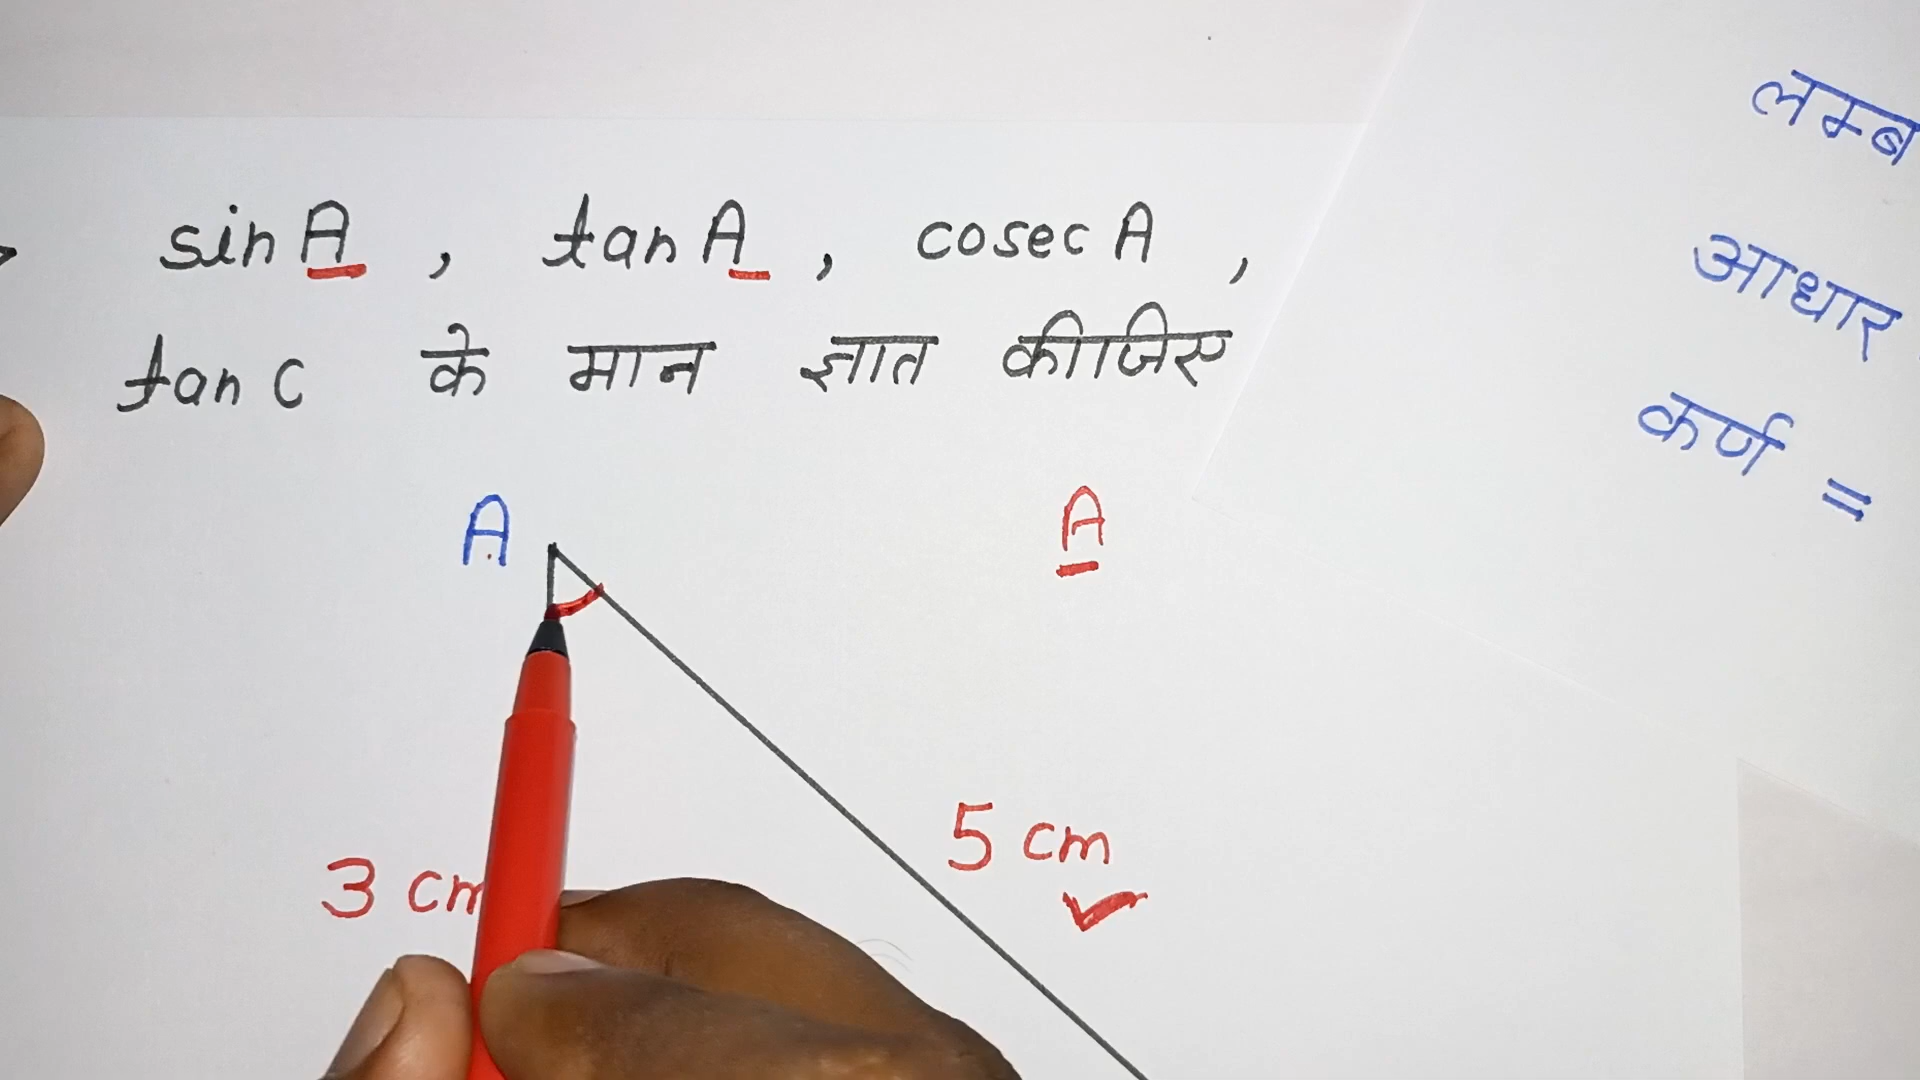 sin A , tan A , cosec A ,
tan C के मान ज्ञात कीजिए
A
A
5 cm
3 cm
लम्ब
आधार
कर्ण =